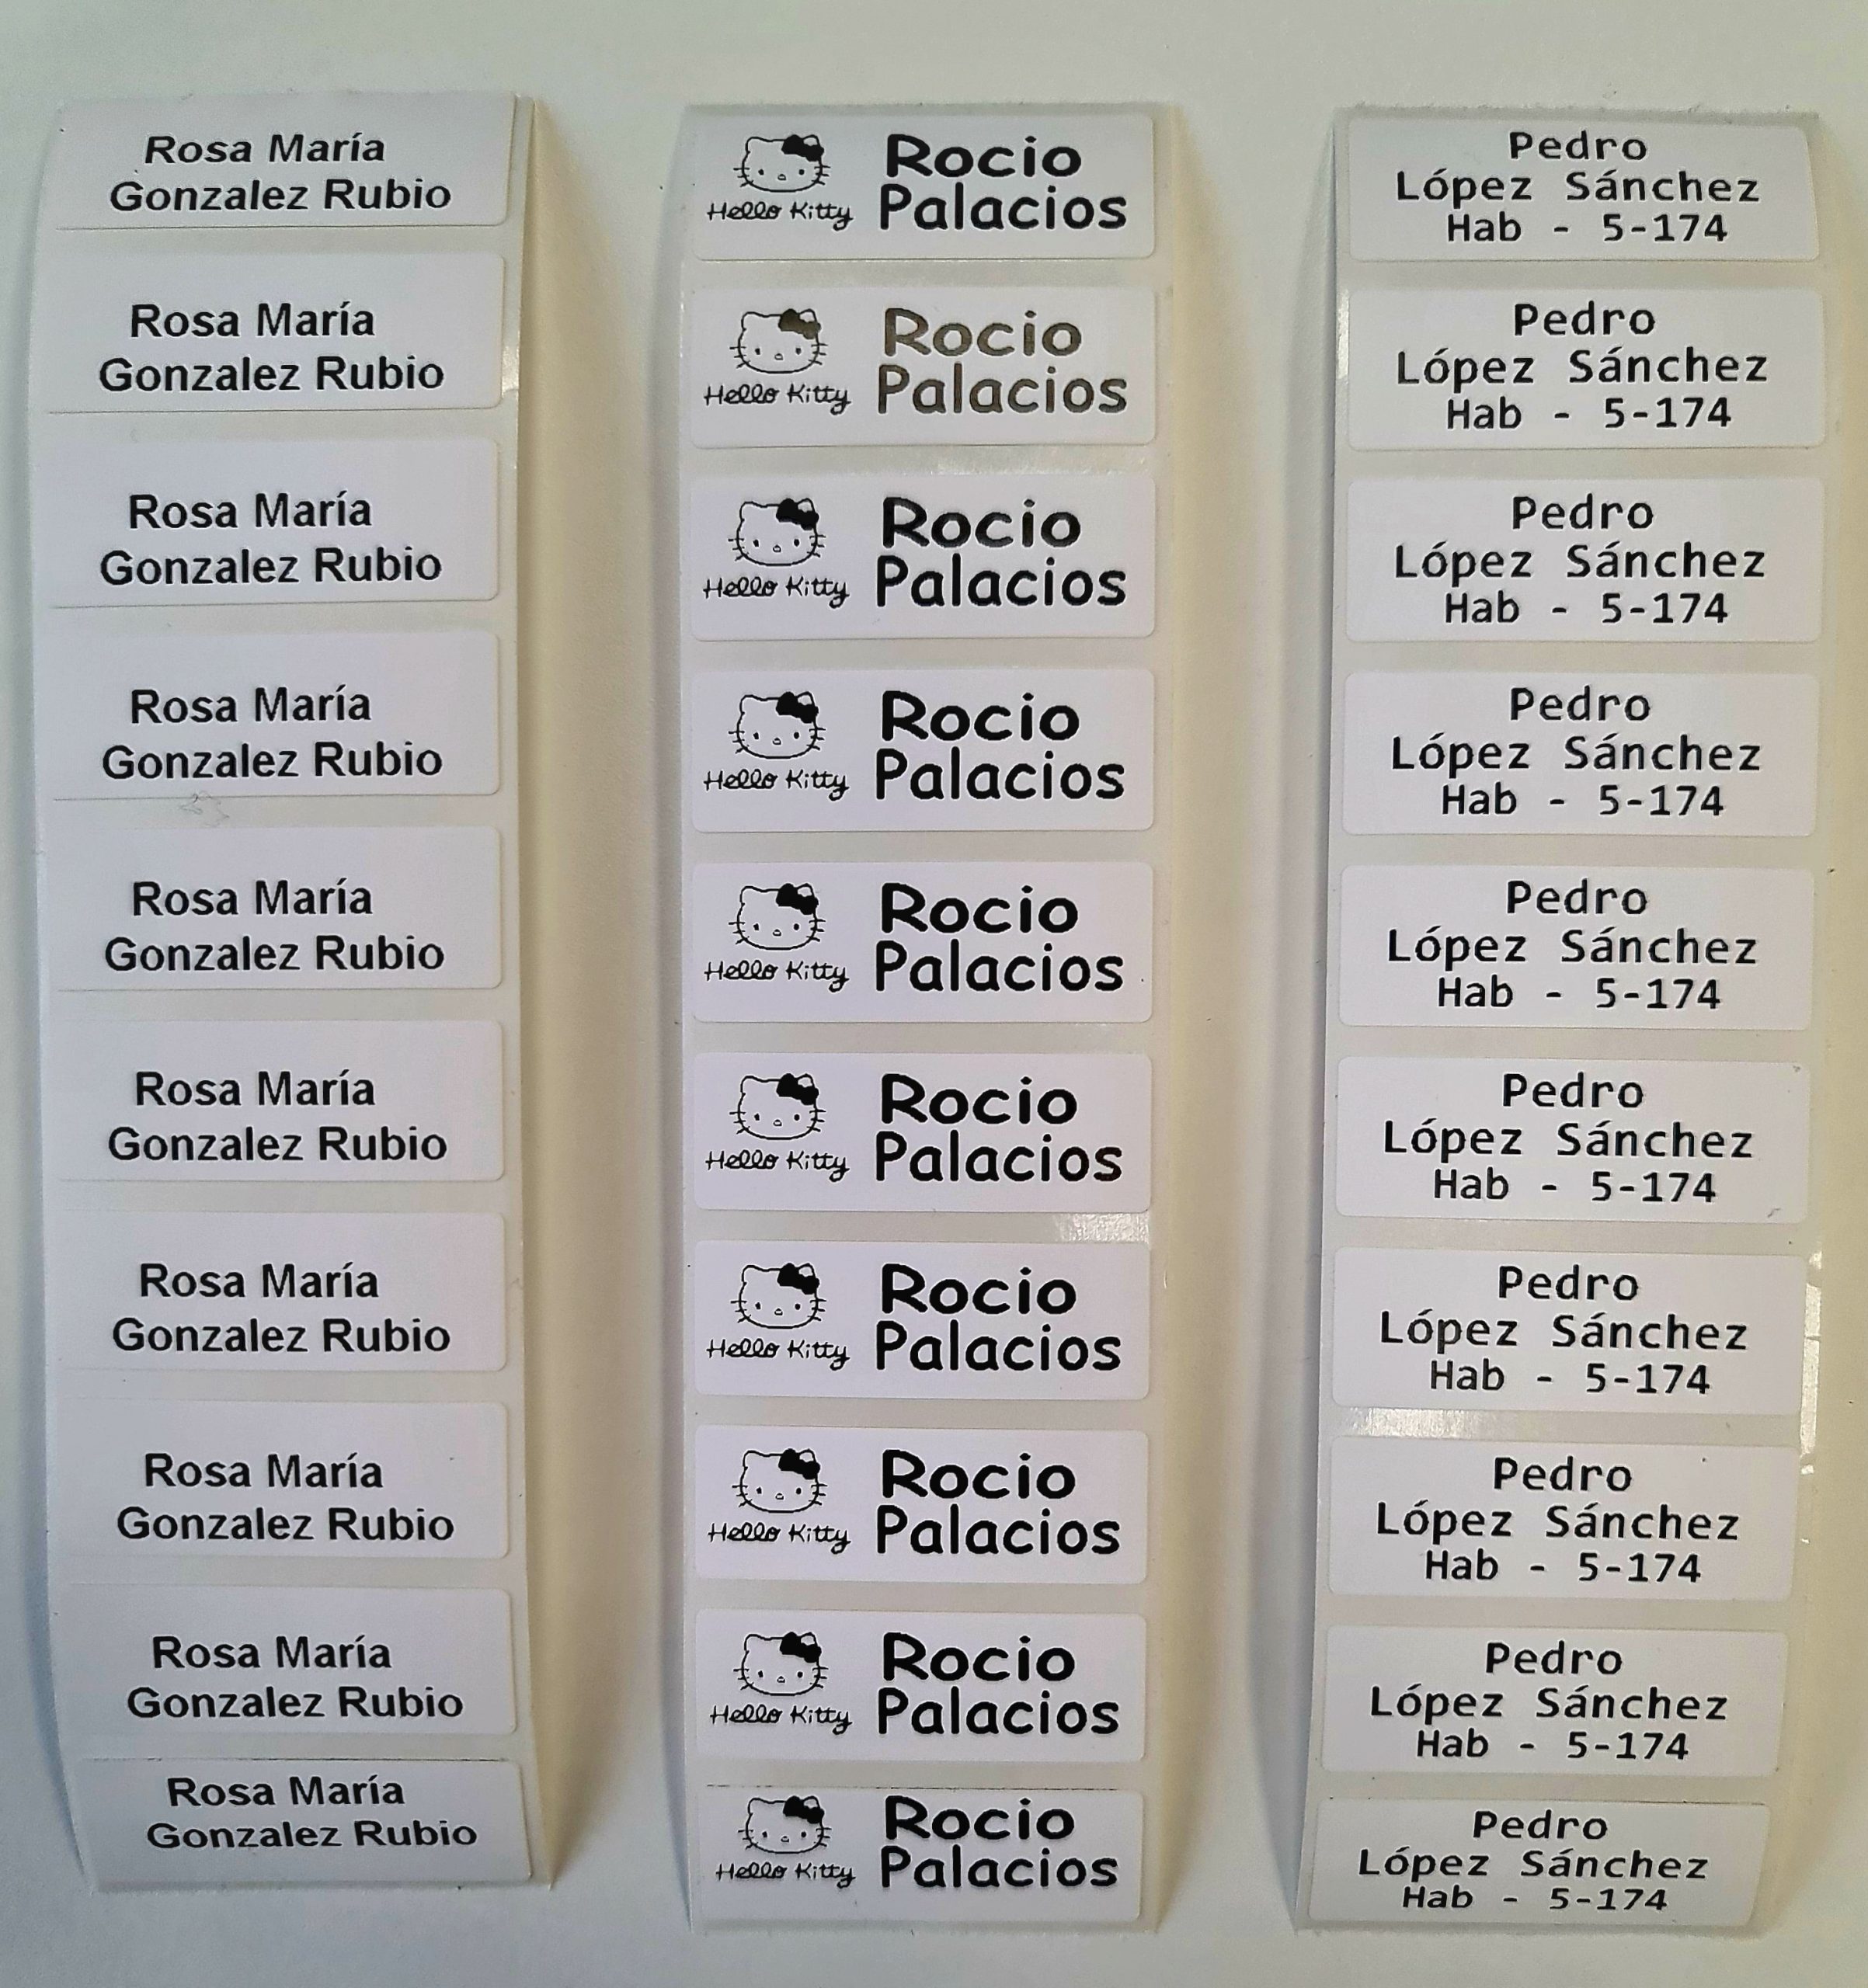 Rosa María
Gonzalez Rubio
Rosa María
Gonzalez Rubio
Rosa María
Gonzalez Rubio
Rosa María
Gonzalez Rubio
Rosa María
Gonzalez Rubio
Rosa María
Gonzalez Rubio
Rosa María
Gonzalez Rubio
Rosa María
Gonzalez Rubio
Rosa María
Gonzalez Rubio
Rosa María
Gonzalez Rubio
Hello Kitty
Rocio
Palacios
Hello Kitty
Rocio
Palacios
Hello Kitty
Rocio
Palacios
Hello Kitty
Rocio
Palacios
Hello Kitty
Rocio
Palacios
Hello Kitty
Rocio
Palacios
Hello Kitty
Rocio
Palacios
Hello Kitty
Rocio
Palacios
Hello Kitty
Rocio
Palacios
Hello Kitty
Rocio
Palacios
Pedro
López Sánchez
Hab - 5-174
Pedro
López Sánchez
Hab - 5-174
Pedro
López Sánchez
Hab - 5-174
Pedro
López Sánchez
Hab - 5-174
Pedro
López Sánchez
Hab - 5-174
Pedro
López Sánchez
Hab - 5-174
Pedro
López Sánchez
Hab - 5-174
Pedro
López Sánchez
Hab - 5-174
Pedro
López Sánchez
Hab - 5-174
Pedro
López Sánchez
Hab - 5-174